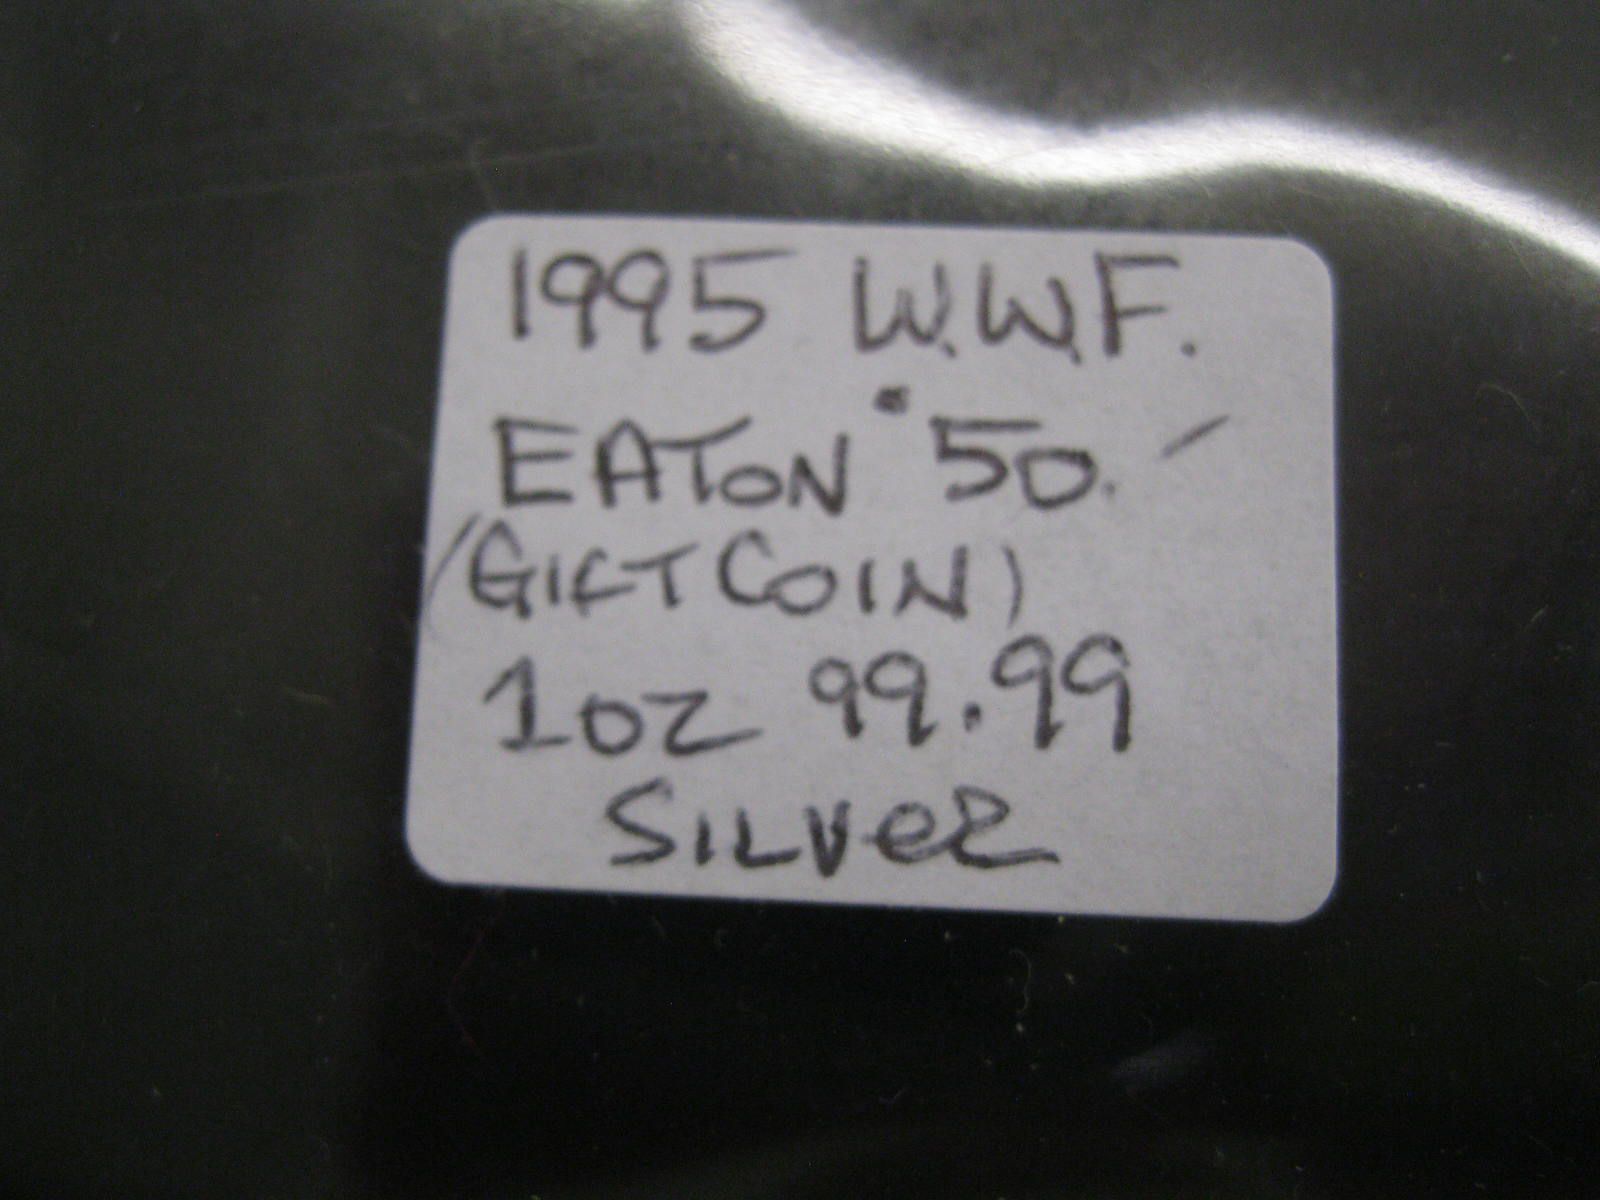 1995 W.W.F.
EATON "50.
(GIFT COIN)
1oz 99.99
SILVeR